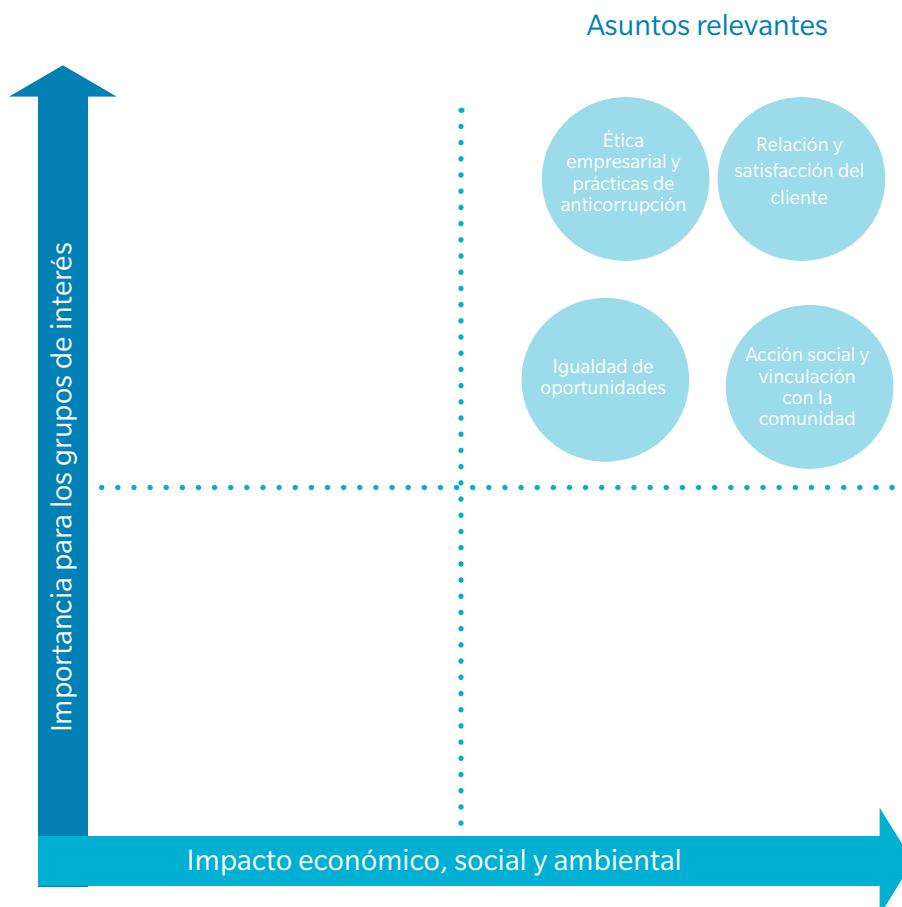 Asuntos relevantes
Ética
empresarial y
prácticas de
anticorrupción
Relación y
satisfacción del
cliente
Igualdad de
oportunidades
Acción social y
vinculación
con la
comunidad
Importancia para los grupos de interés
Impacto económico, social y ambiental